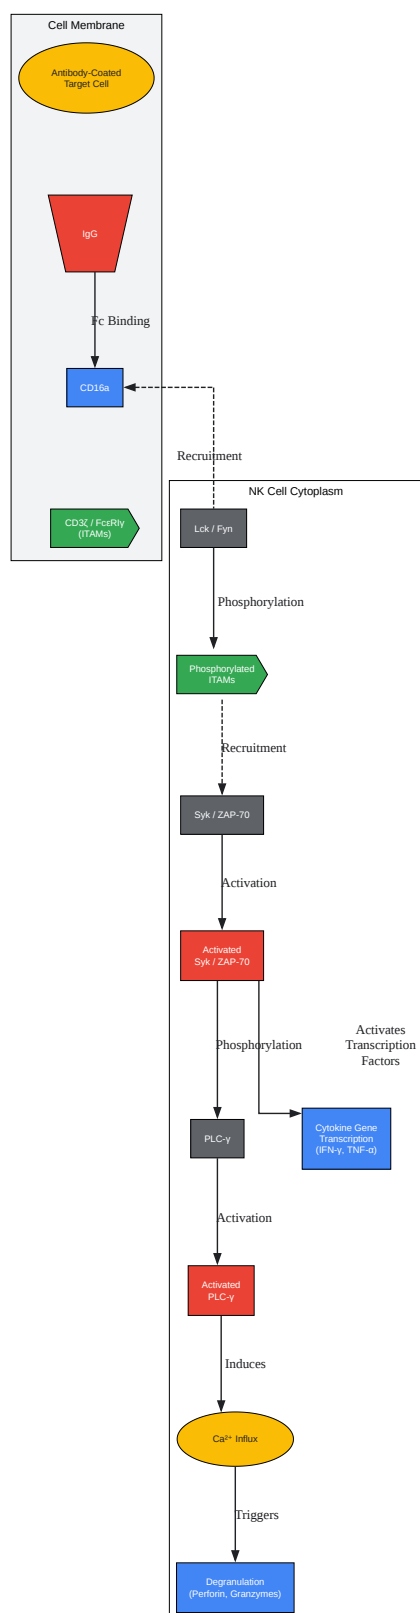 Cell Membrane
Antibody-Coated
Target Cell
IgG
Fc Binding
CD16a
Recruitment
NK Cell Cytoplasm
CD3ζ / FcεRIγ
(ITAMs)
Lck / Fyn
Phosphorylation
Phosphorylated
ITAMs
Recruitment
Syk / ZAP-70
Activation
Activated
Syk / ZAP-70
Phosphorylation
Activates
Transcription
Factors
PLC-γ
Cytokine Gene
Transcription
(IFN-γ, TNF-α)
Activation
Activated
PLC-γ
Induces
Ca²⁺ Influx
Triggers
Degranulation
(Perforin, Granzymes)